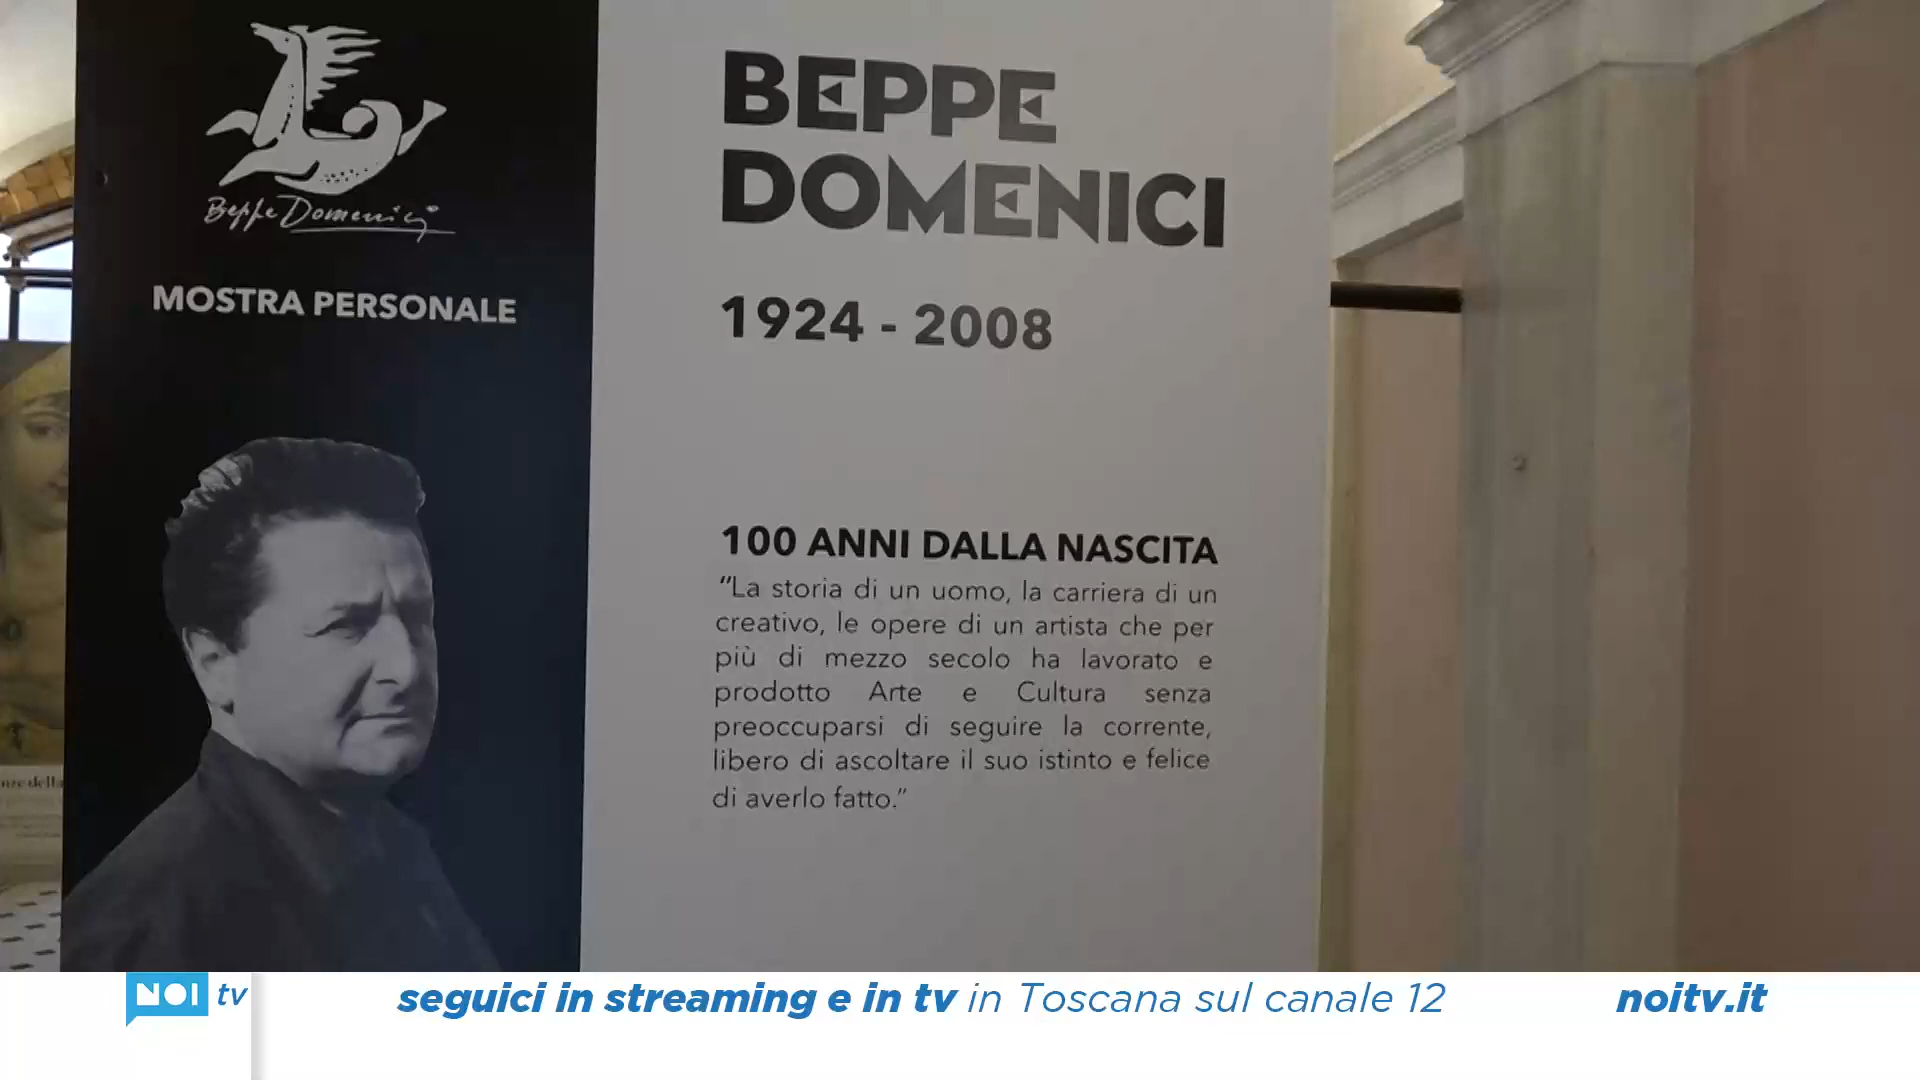 Beppe Domenici
MOSTRA PERSONALE
BEPPE
DOMENICI
1924 - 2008
100 ANNI DALLA NASCITA
"La storia di un uomo, la carriera di un
creativo, le opere di un artista che per
più di mezzo secolo ha lavorato e
prodotto Arte e Cultura senza
preoccuparsi di seguire la corrente,
libero di ascoltare il suo istinto e felice
di averlo fatto."
della
NOI tv
seguici in streaming e in tv in Toscana sul canale 12
noitv.it